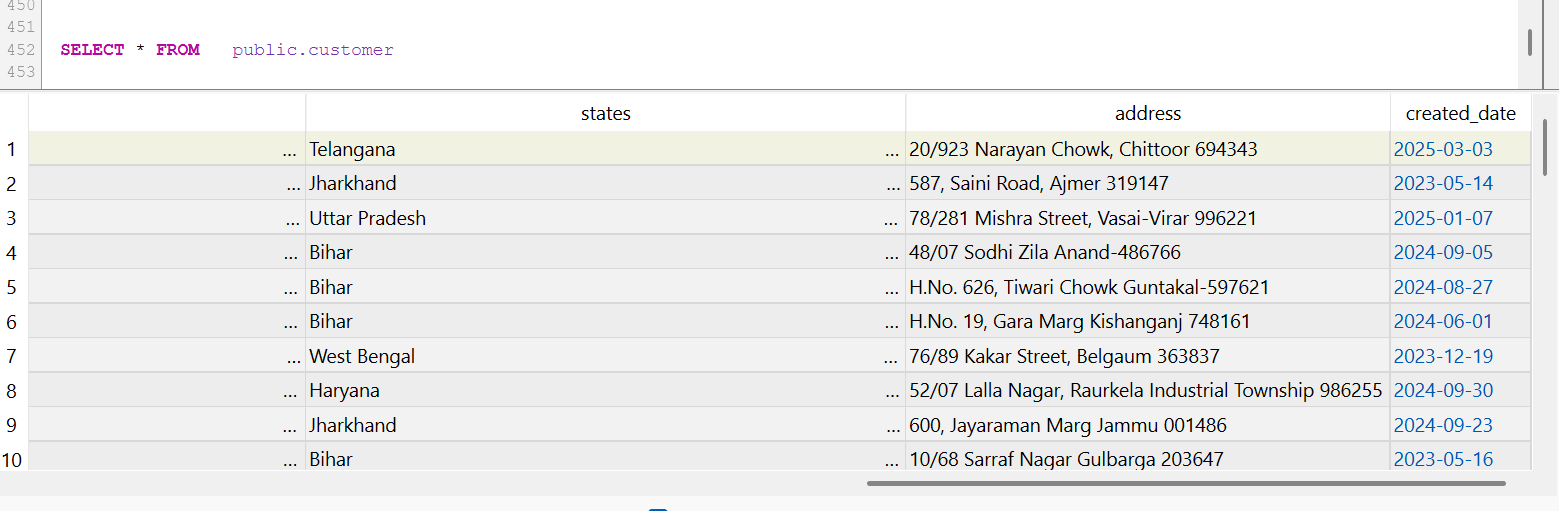 450
451
452 SELECT * FROM public.customer
453
states address created_date
1 ... Telangana ... 20/923 Narayan Chowk, Chittoor 694343 2025-03-03
2 ... Jharkhand ... 587, Saini Road, Ajmer 319147 2023-05-14
3 ... Uttar Pradesh ... 78/281 Mishra Street, Vasai-Virar 996221 2025-01-07
4 ... Bihar ... 48/07 Sodhi Zila Anand-486766 2024-09-05
5 ... Bihar ... H.No. 626, Tiwari Chowk Guntakal-597621 2024-08-27
6 ... Bihar ... H.No. 19, Gara Marg Kishanganj 748161 2024-06-01
7 ... West Bengal ... 76/89 Kakar Street, Belgaum 363837 2023-12-19
8 ... Haryana ... 52/07 Lalla Nagar, Raurkela Industrial Township 986255 2024-09-30
9 ... Jharkhand ... 600, Jayaraman Marg Jammu 001486 2024-09-23
10 ... Bihar ... 10/68 Sarraf Nagar Gulbarga 203647 2023-05-16